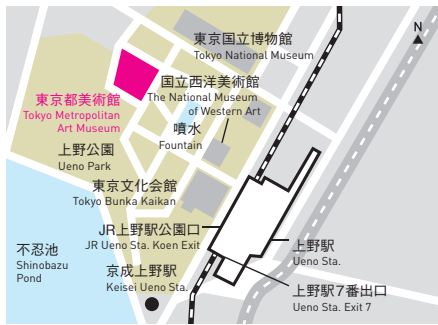 東京国立博物館
Tokyo National Museum
N
国立西洋美術館
The National Museum
of Western Art
東京都美術館
Tokyo Metropolitan
Art Museum
噴水
Fountain
上野公園
Ueno Park
東京文化会館
Tokyo Bunka Kaikan
JR上野駅公園口
JR Ueno Sta. Koen Exit
上野駅
Ueno Sta.
不忍池
Shinobazu
Pond
京成上野駅
Keisei Ueno Sta.
上野駅7番出口
Ueno Sta. Exit 7